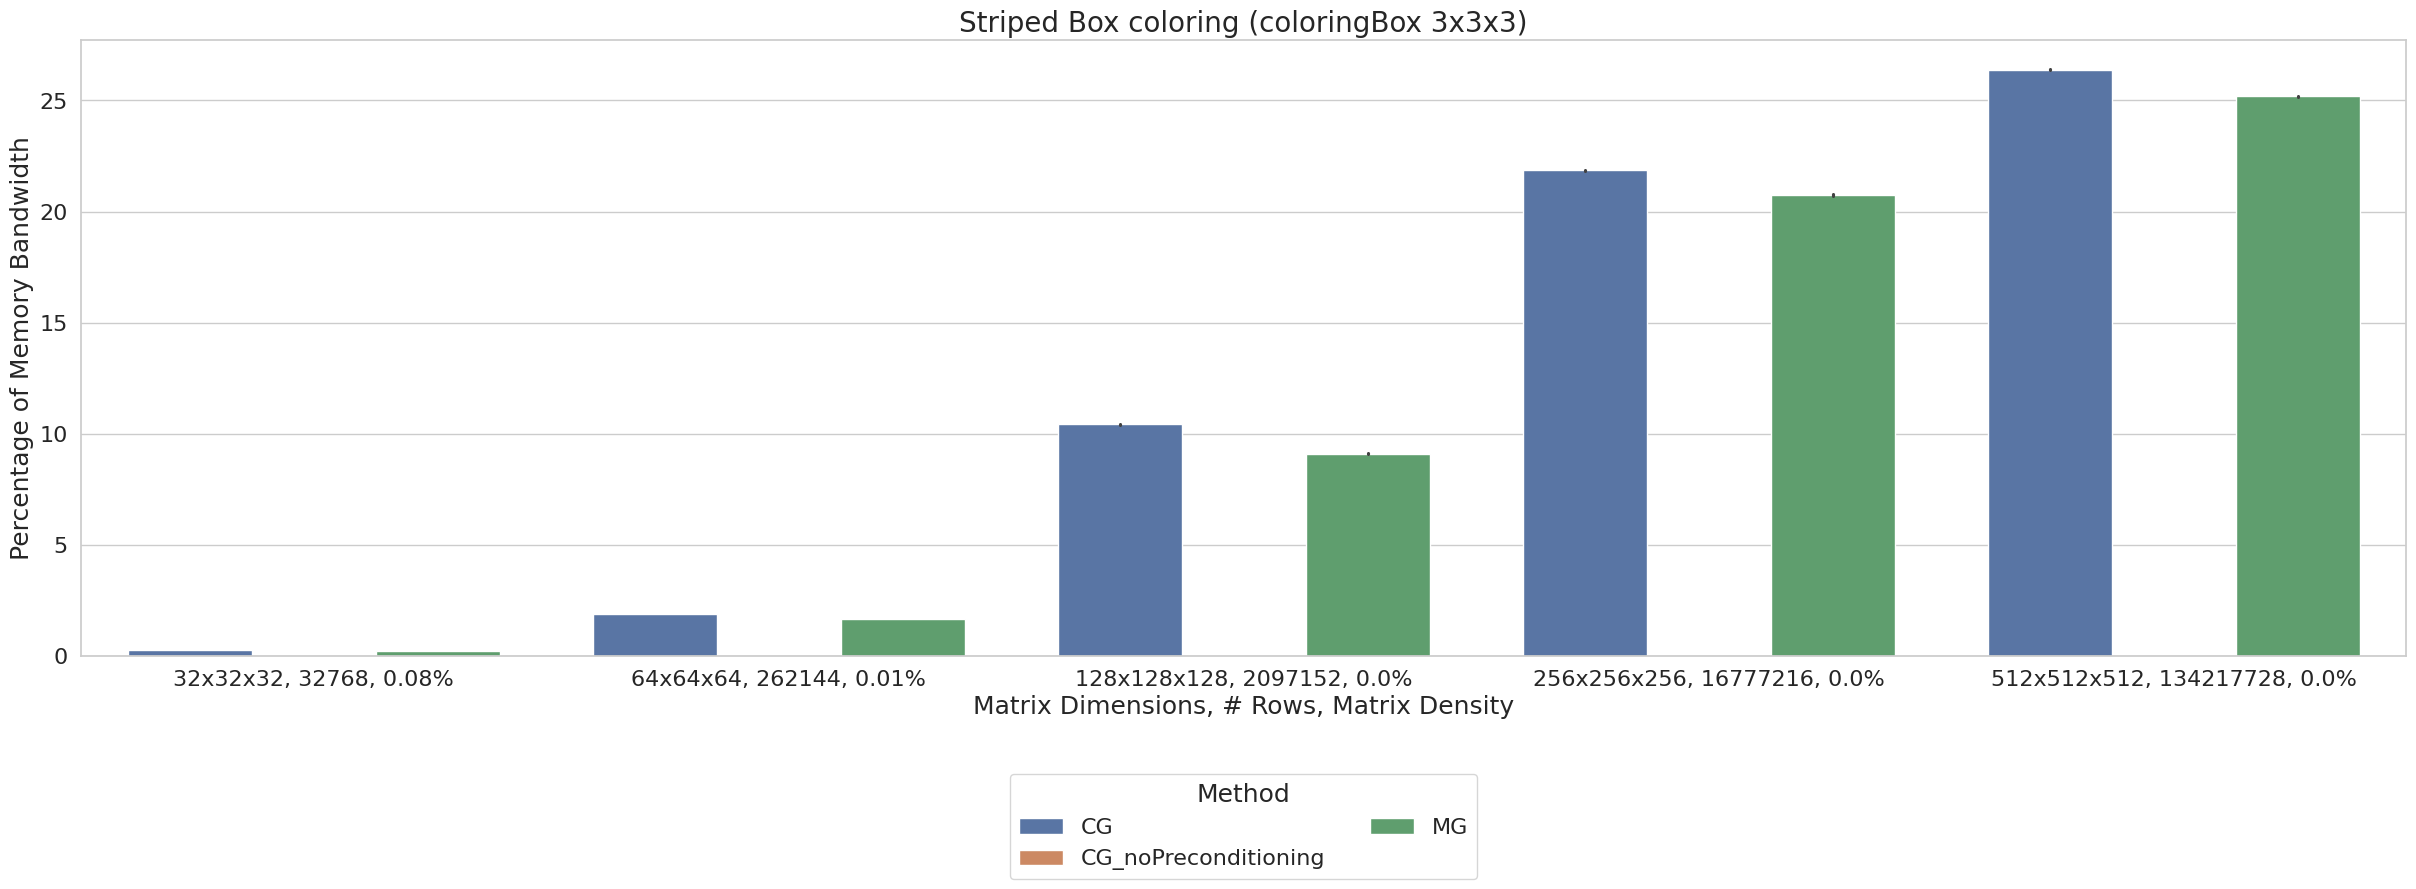 Striped Box coloring (coloringBox 3x3x3)
Percentage of Memory Bandwidth
25
20
15
10
5
0
32x32x32, 32768, 0.08%
64x64x64, 262144, 0.01%
128x128x128, 2097152, 0.0%
256x256x256, 16777216, 0.0%
512x512x512, 134217728, 0.0%
Matrix Dimensions, # Rows, Matrix Density
Method
CG
CG_noPreconditioning
MG